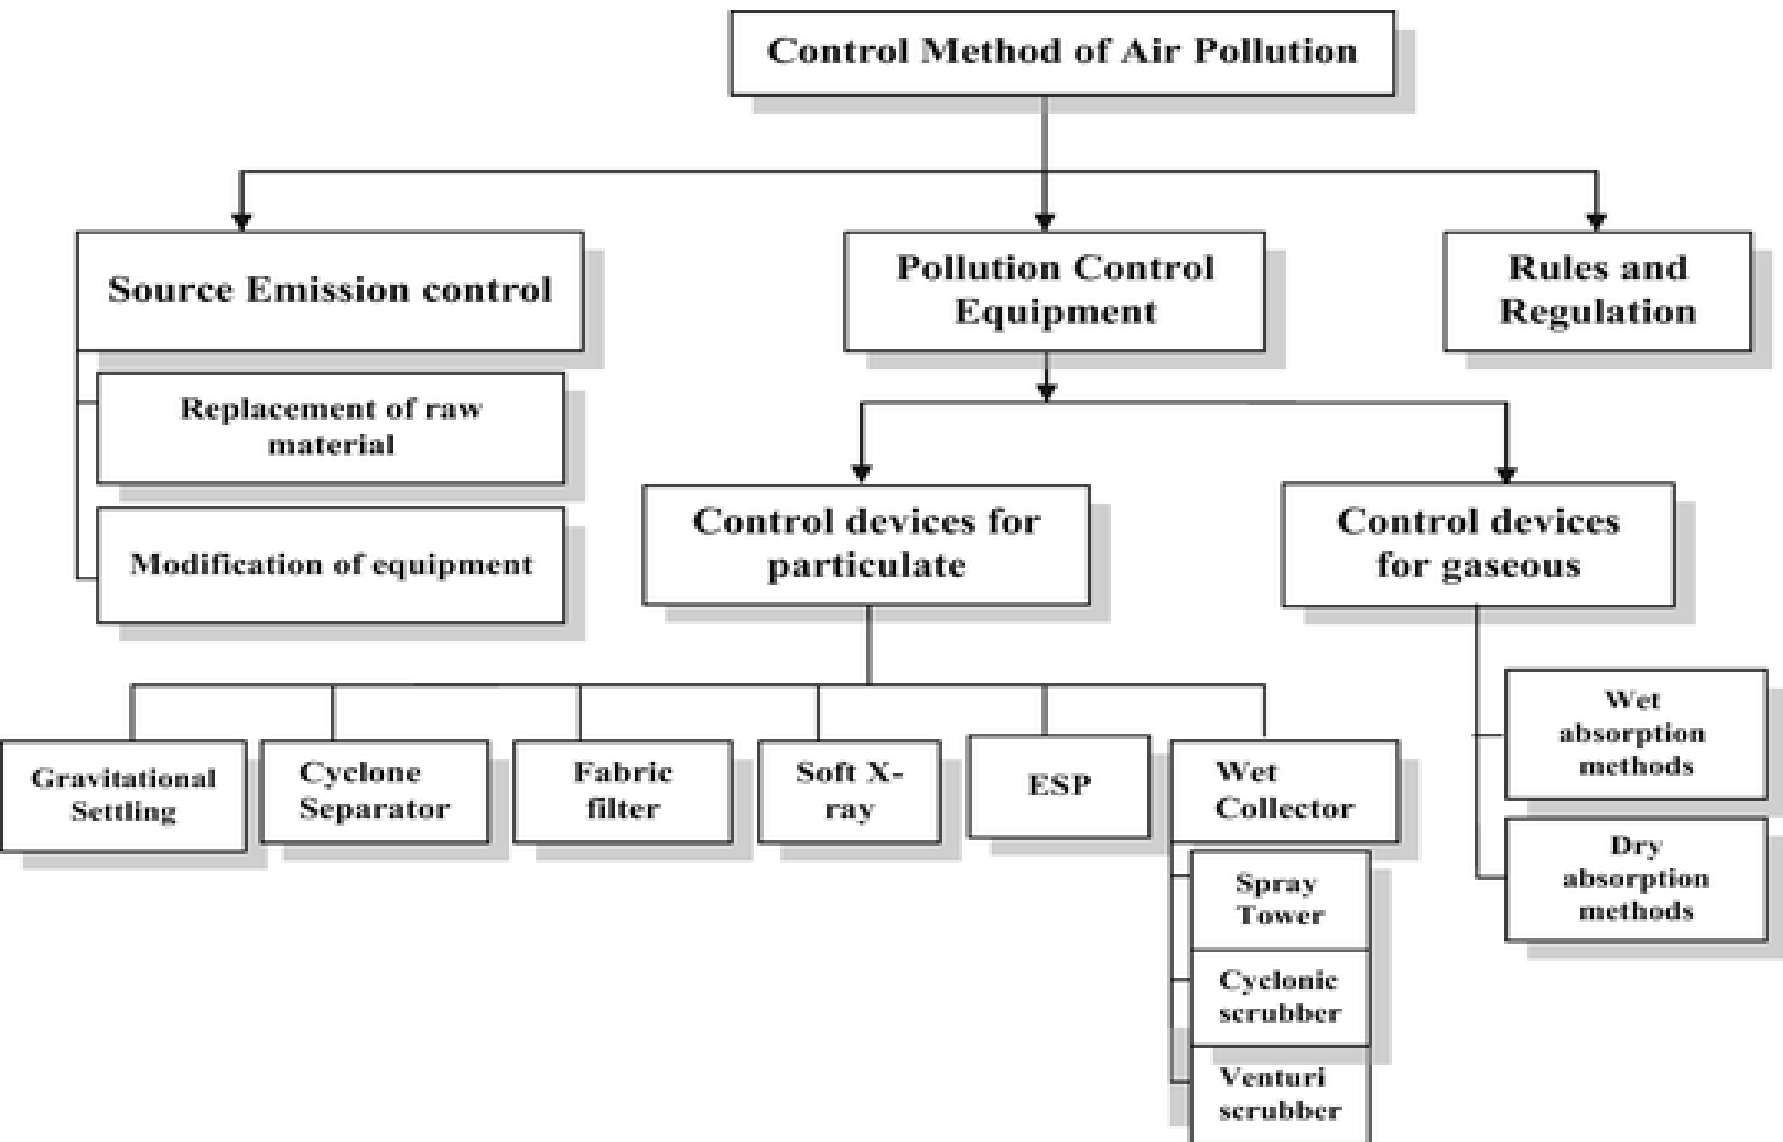 Control Method of Air Pollution
Source Emission control
Pollution Control
Equipment
Rules and
Regulation
Replacement of raw
material
Modification of equipment
Control devices for
particulate
Control devices
for gaseous
Gravitational
Settling
Cyclone
Separator
Fabric
filter
Soft X-
ray
ESP
Wet
Collector
Spray
Tower
Cyclonic
scrubber
Venturi
scrubber
Wet
absorption
methods
Dry
absorption
methods